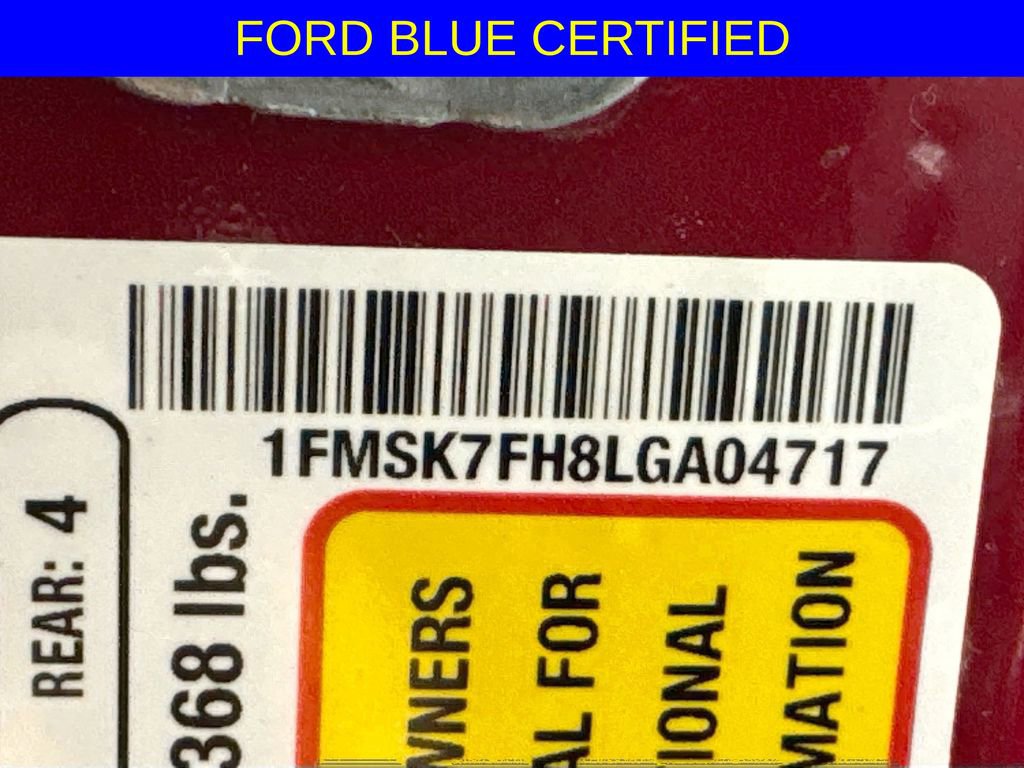 FORD BLUE CERTIFIED
1FMSK7FH8LGA04717
REAR: 4
368 lbs.
WNERS
AL FOR
IONAL
MATION